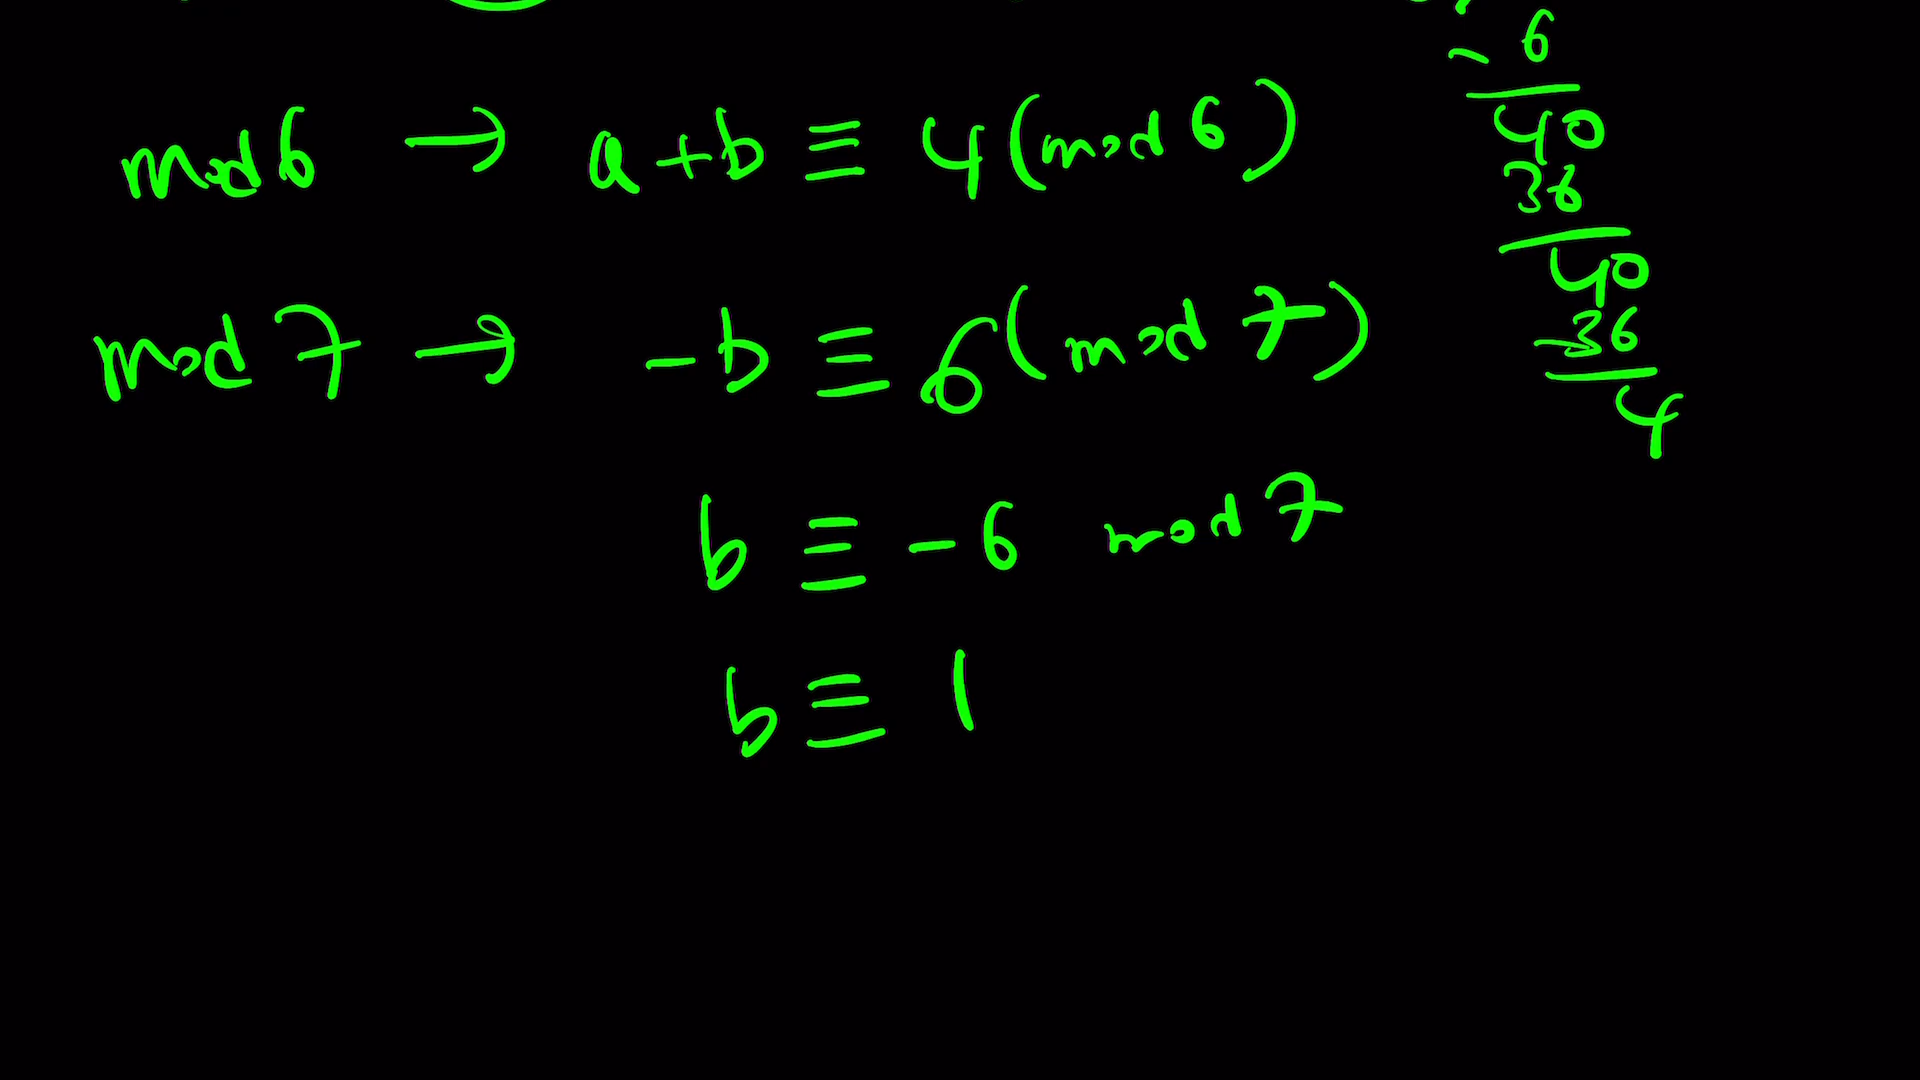 - 6
40
mod 6 → a + b ≡ 4 (mod 6)
36
40
mod 7 → - b ≡ 6 (mod 7)
-36
4
b ≡ - 6 mod 7
b ≡ 1